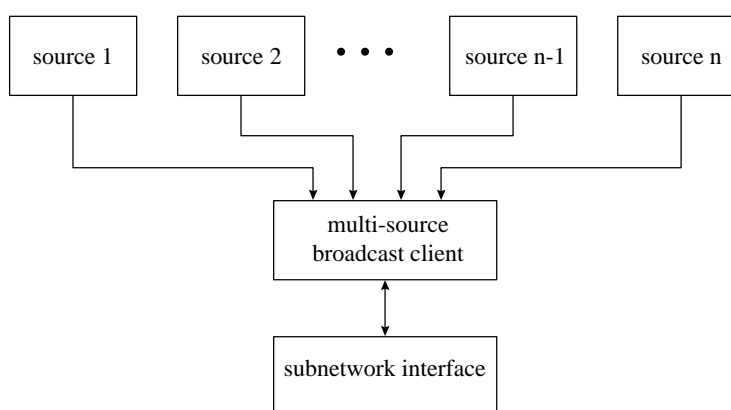 source 1
source 2
• • •
source n-1
source n
multi-source
broadcast client
subnetwork interface